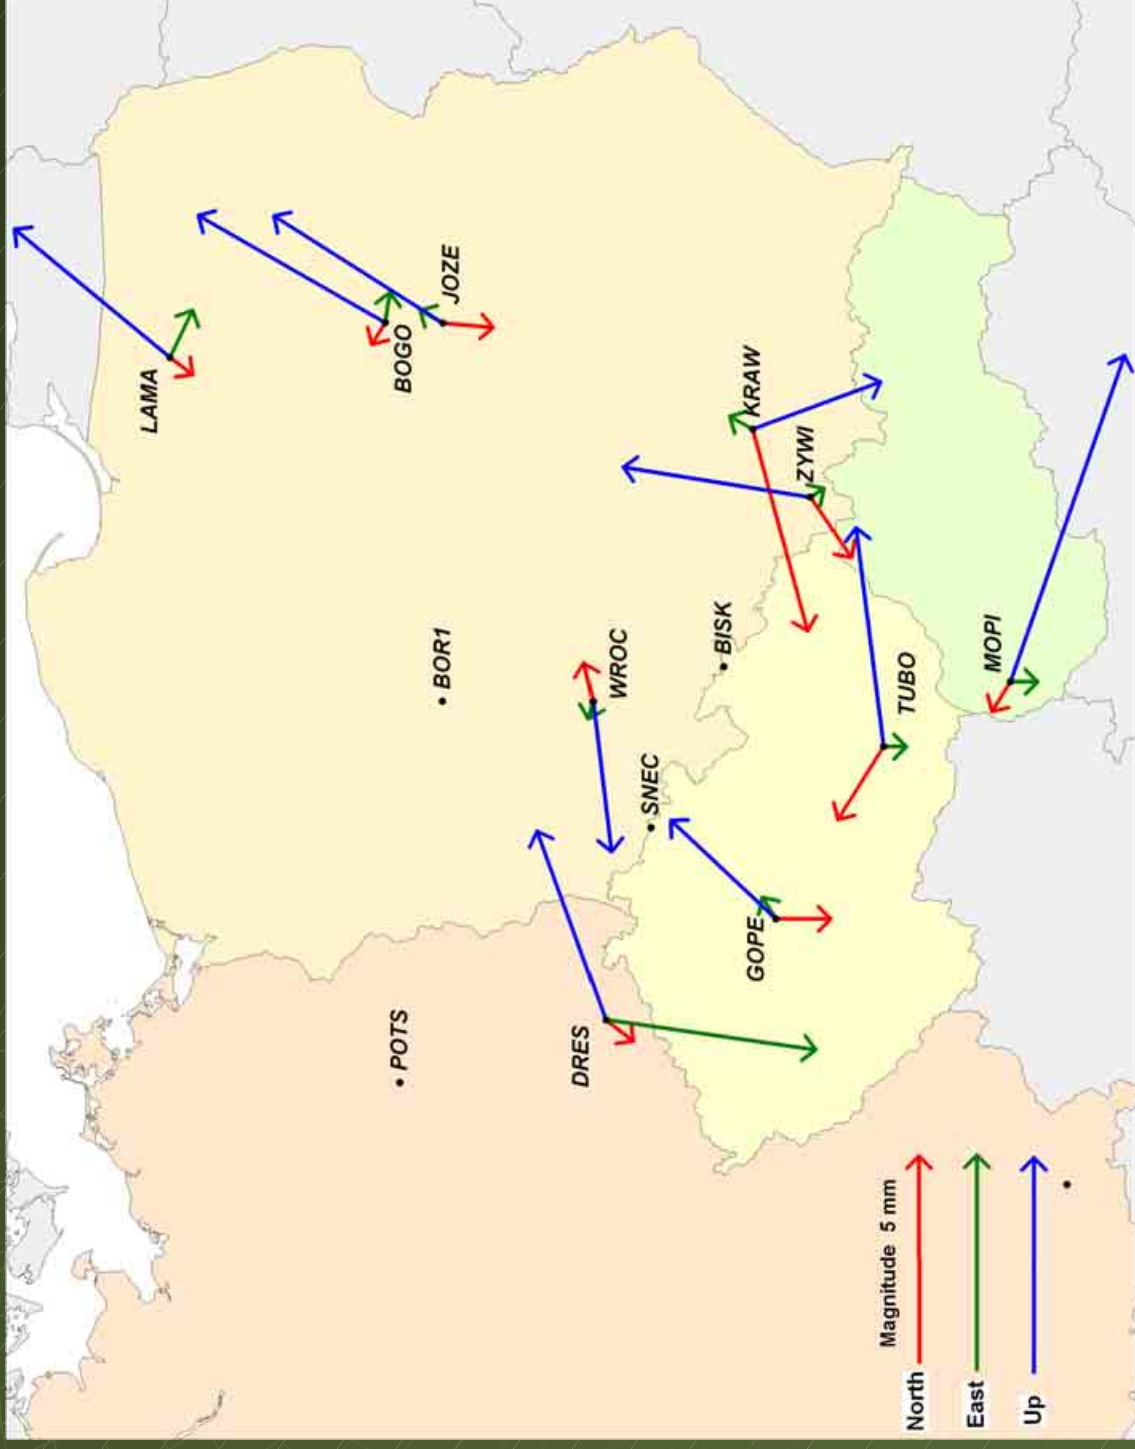 LAMA
BOGO
JOZE
KRAW
ZYWI
BOR1
WROC
BISK
SNEC
TUBO
MOPI
GOPE
DRES
POTS
Magnitude 5 mm
North
East
Up